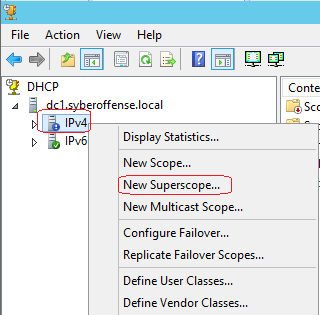 File Action View Help
DHCP
Conte
dc1.syberoffense.local
IPv4
IPv6
Display Statistics...
New Scope...
New Superscope...
New Multicast Scope...
Configure Failover...
Replicate Failover Scopes...
Define User Classes...
Define Vendor Classes...